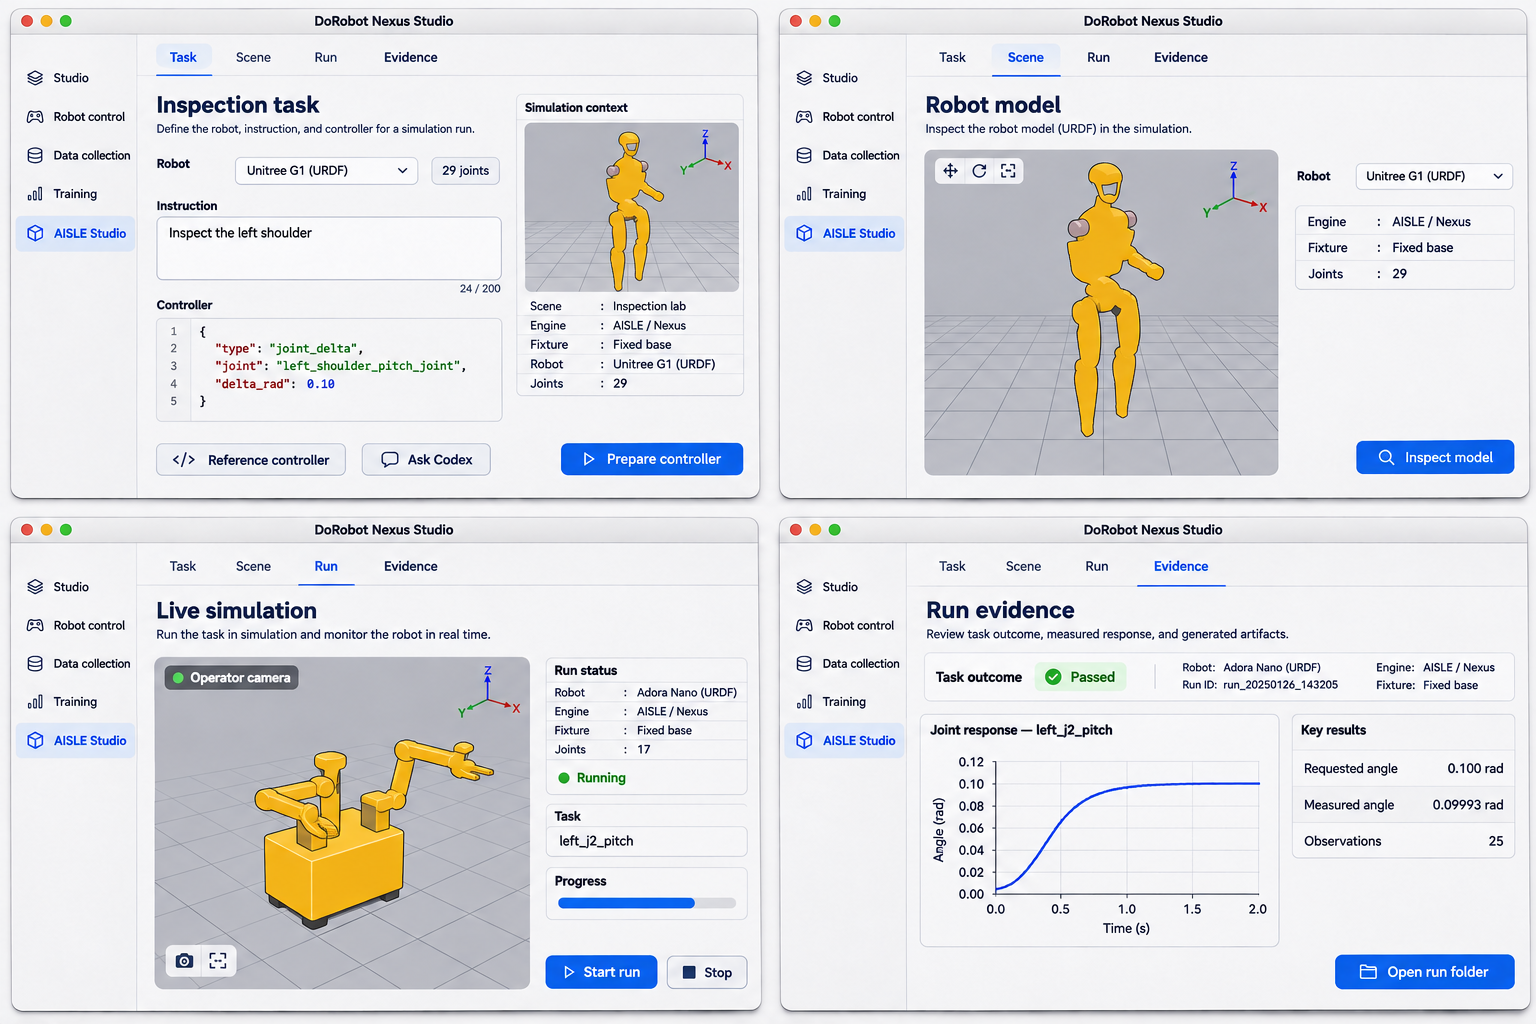 DoRobot Nexus Studio
Studio
Robot control
Data collection
Training
AISLE Studio
Task Scene Run Evidence
Inspection task
Define the robot, instruction, and controller for a simulation run.
Robot Unitree G1 (URDF) 29 joints
Instruction
Inspect the left shoulder
24 / 200
Controller
1 {
2 "type": "joint_delta",
3 "joint": "left_shoulder_pitch_joint",
4 "delta_rad": 0.10
5 }
</> Reference controller
Ask Codex
Simulation context
Z
Y X
Scene : Inspection lab
Engine : AISLE / Nexus
Fixture : Fixed base
Robot : Unitree G1 (URDF)
Joints : 29
Prepare controller
DoRobot Nexus Studio
Studio
Robot control
Data collection
Training
AISLE Studio
Task Scene Run Evidence
Robot model
Inspect the robot model (URDF) in the simulation.
Z
Y X
Robot Unitree G1 (URDF)
Engine : AISLE / Nexus
Fixture : Fixed base
Joints : 29
Inspect model
DoRobot Nexus Studio
Studio
Robot control
Data collection
Training
AISLE Studio
Task Scene Run Evidence
Live simulation
Run the task in simulation and monitor the robot in real time.
Operator camera
Z
Y X
Run status
Robot : Adora Nano (URDF)
Engine : AISLE / Nexus
Fixture : Fixed base
Joints : 17
Running
Task
left_j2_pitch
Progress
Start run
Stop
DoRobot Nexus Studio
Studio
Robot control
Data collection
Training
AISLE Studio
Task Scene Run Evidence
Run evidence
Review task outcome, measured response, and generated artifacts.
Task outcome Passed
Robot: Adora Nano (URDF)
Run ID: run_20250126_143205
Engine: AISLE / Nexus
Fixture: Fixed base
Joint response — left_j2_pitch
0.12
0.10
0.08
0.06
0.04
0.02
0.00
Angle (rad)
0.0 0.5 1.0 1.5 2.0
Time (s)
Key results
Requested angle 0.100 rad
Measured angle 0.09993 rad
Observations 25
Open run folder